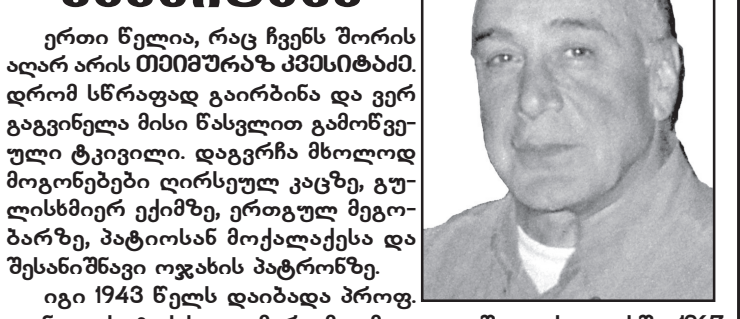 ერთი წელია, რაც ჩვენს შორის
აღარ არის თეიმურაზ კვესიტაძე.
დრომ სწრაფად გაირბინა და ვერ
გაგვინელა მისი წასვლით გამოწვე-
ული ტკივილი. დაგვრჩა მხოლოდ
მოგონებები ღირსეულ კაცზე, გუ-
ლისხმიერ ექიმზე, ერთგულ მეგო-
ბარზე, პატიოსან მოქალაქესა და
შესანიშნავი ოჯახის პატრონზე.
იგი 1943 წელს დაიბადა პროფ.